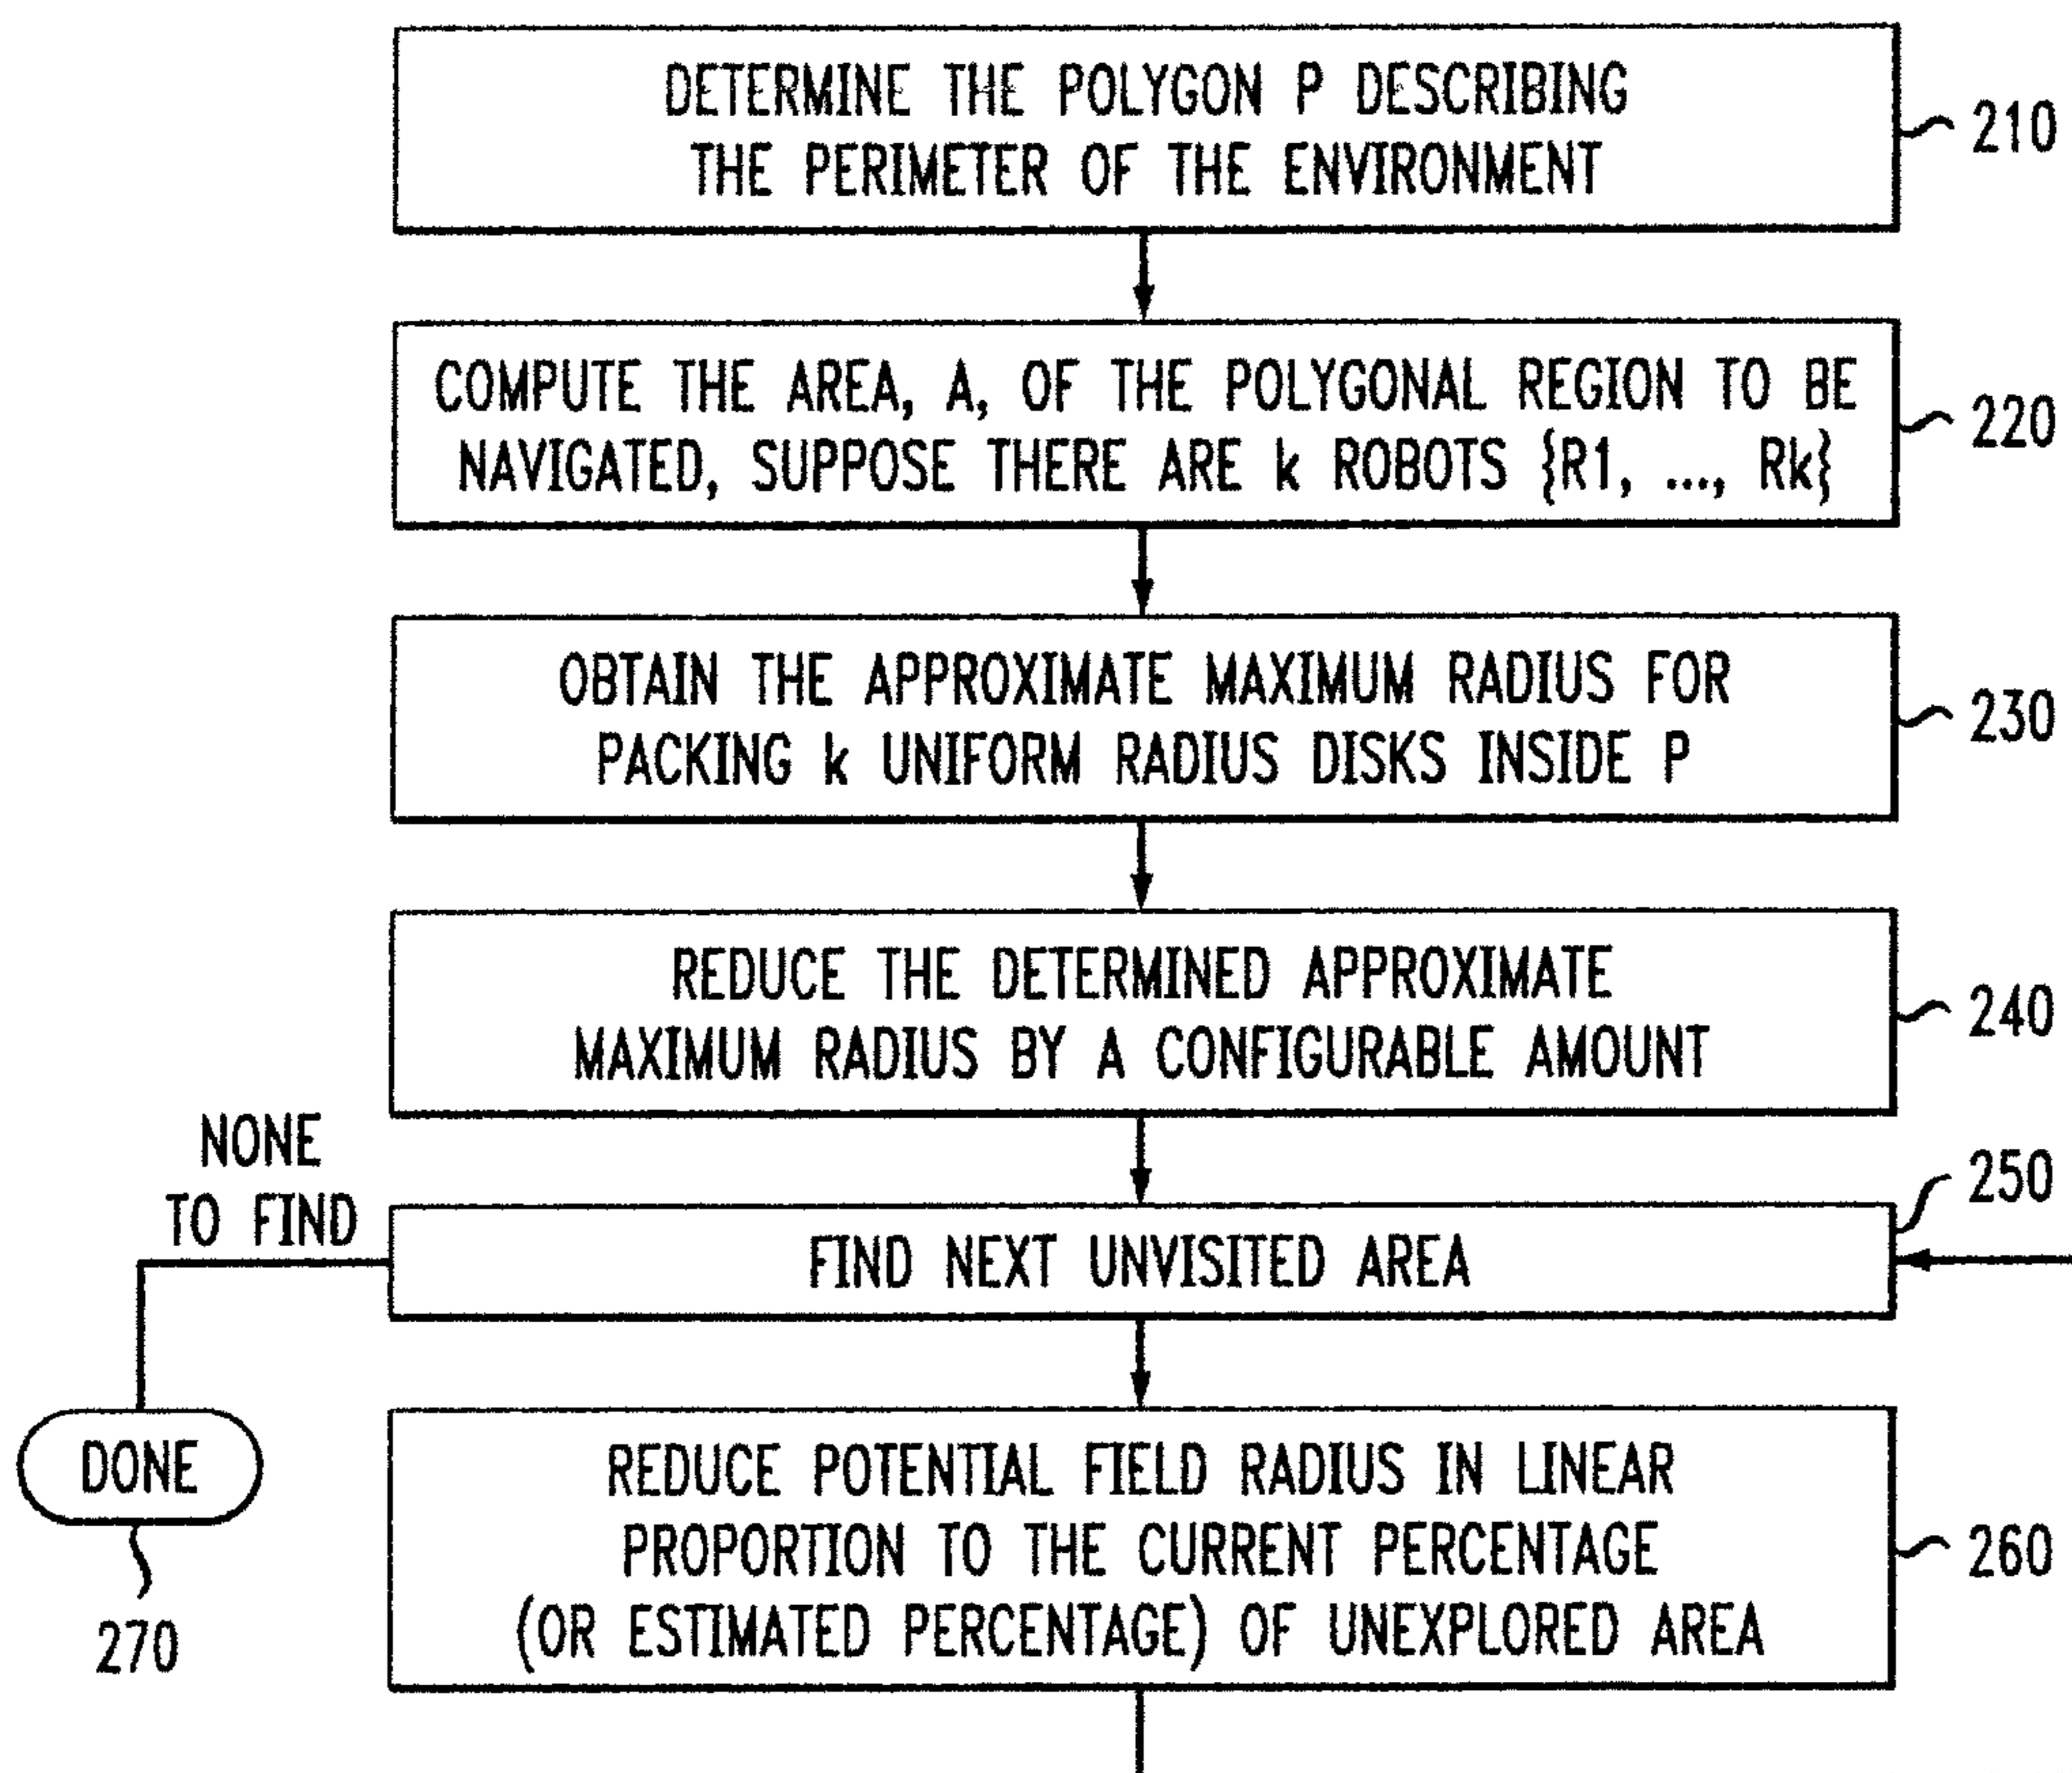 DETERMINE THE POLYGON P DESCRIBING
THE PERIMETER OF THE ENVIRONMENT
210
COMPUTE THE AREA, A, OF THE POLYGONAL REGION TO BE
NAVIGATED, SUPPOSE THERE ARE k ROBOTS {R1, ..., Rk}
220
OBTAIN THE APPROXIMATE MAXIMUM RADIUS FOR
PACKING k UNIFORM RADIUS DISKS INSIDE P
230
REDUCE THE DETERMINED APPROXIMATE
MAXIMUM RADIUS BY A CONFIGURABLE AMOUNT
240
NONE
TO FIND
FIND NEXT UNVISITED AREA
250
DONE
270
REDUCE POTENTIAL FIELD RADIUS IN LINEAR
PROPORTION TO THE CURRENT PERCENTAGE
(OR ESTIMATED PERCENTAGE) OF UNEXPLORED AREA
260